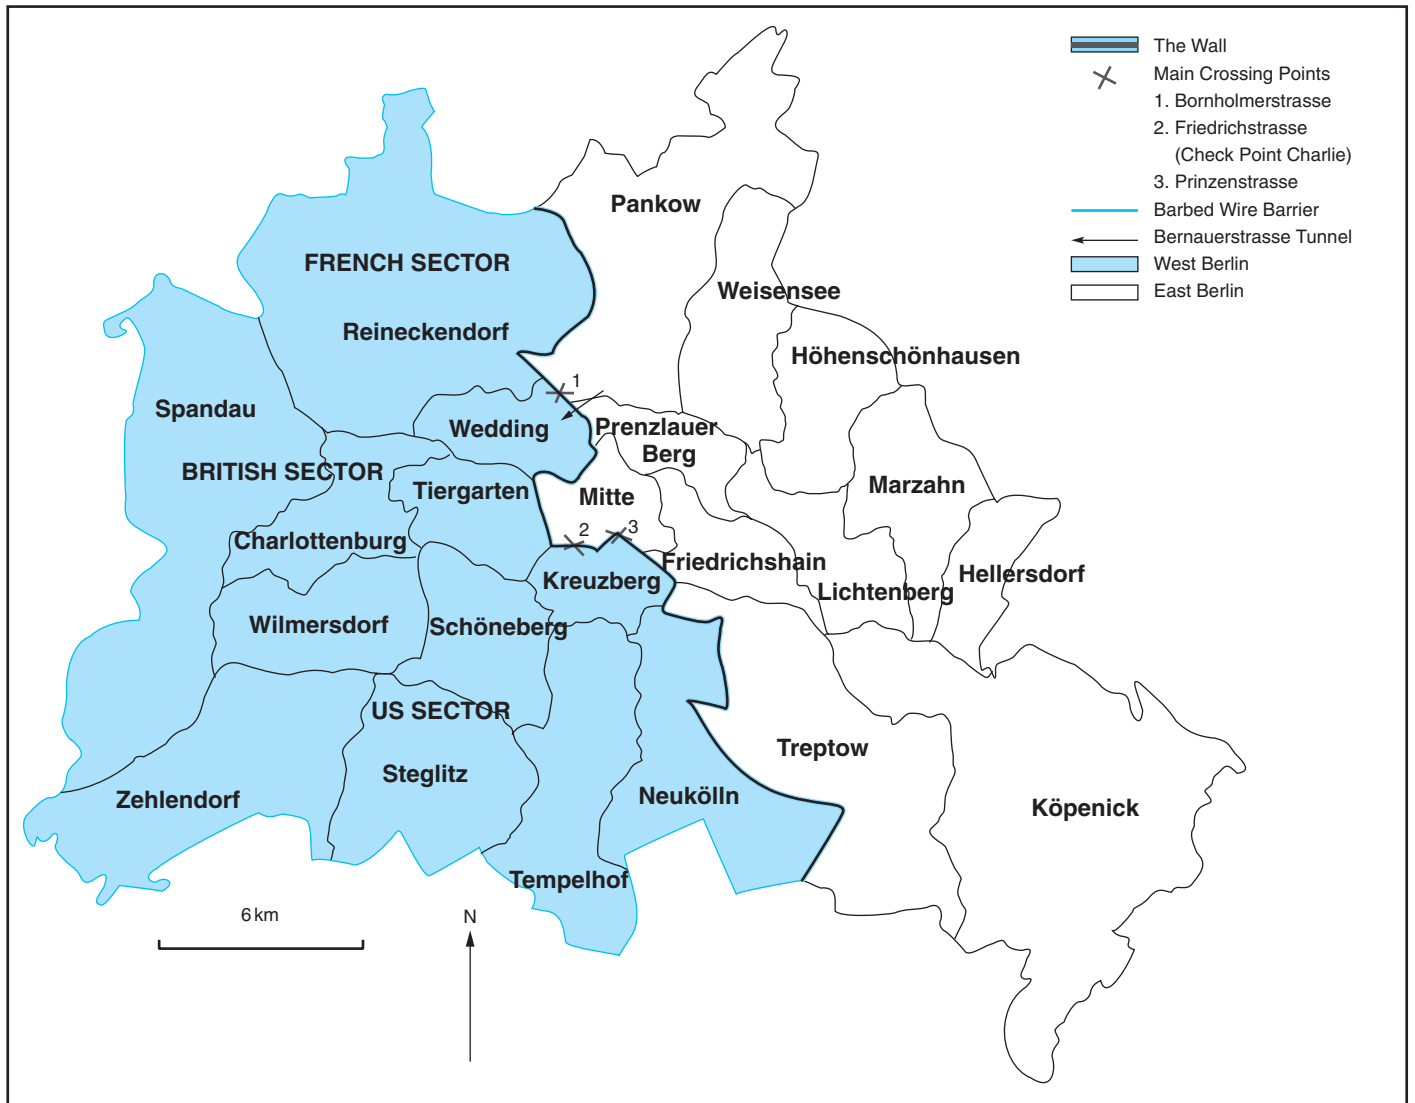 The Wall
Main Crossing Points
1. Bornholmerstrasse
2. Friedrichstrasse
(Check Point Charlie)
3. Prinzenstrasse
Barbed Wire Barrier
Bernauerstrasse Tunnel
West Berlin
East Berlin
Pankow
FRENCH SECTOR
Weisensee
Reineckendorf
Höhenschönhausen
1
Spandau
Wedding
Prenzlauer
Berg
BRITISH SECTOR
Tiergarten
Mitte
Marzahn
2
3
Charlottenburg
Friedrichshain
Kreuzberg
Hellersdorf
Lichtenberg
Wilmersdorf
Schöneberg
US SECTOR
Treptow
Steglitz
Zehlendorf
Neukölln
Köpenick
Tempelhof
6 km
N